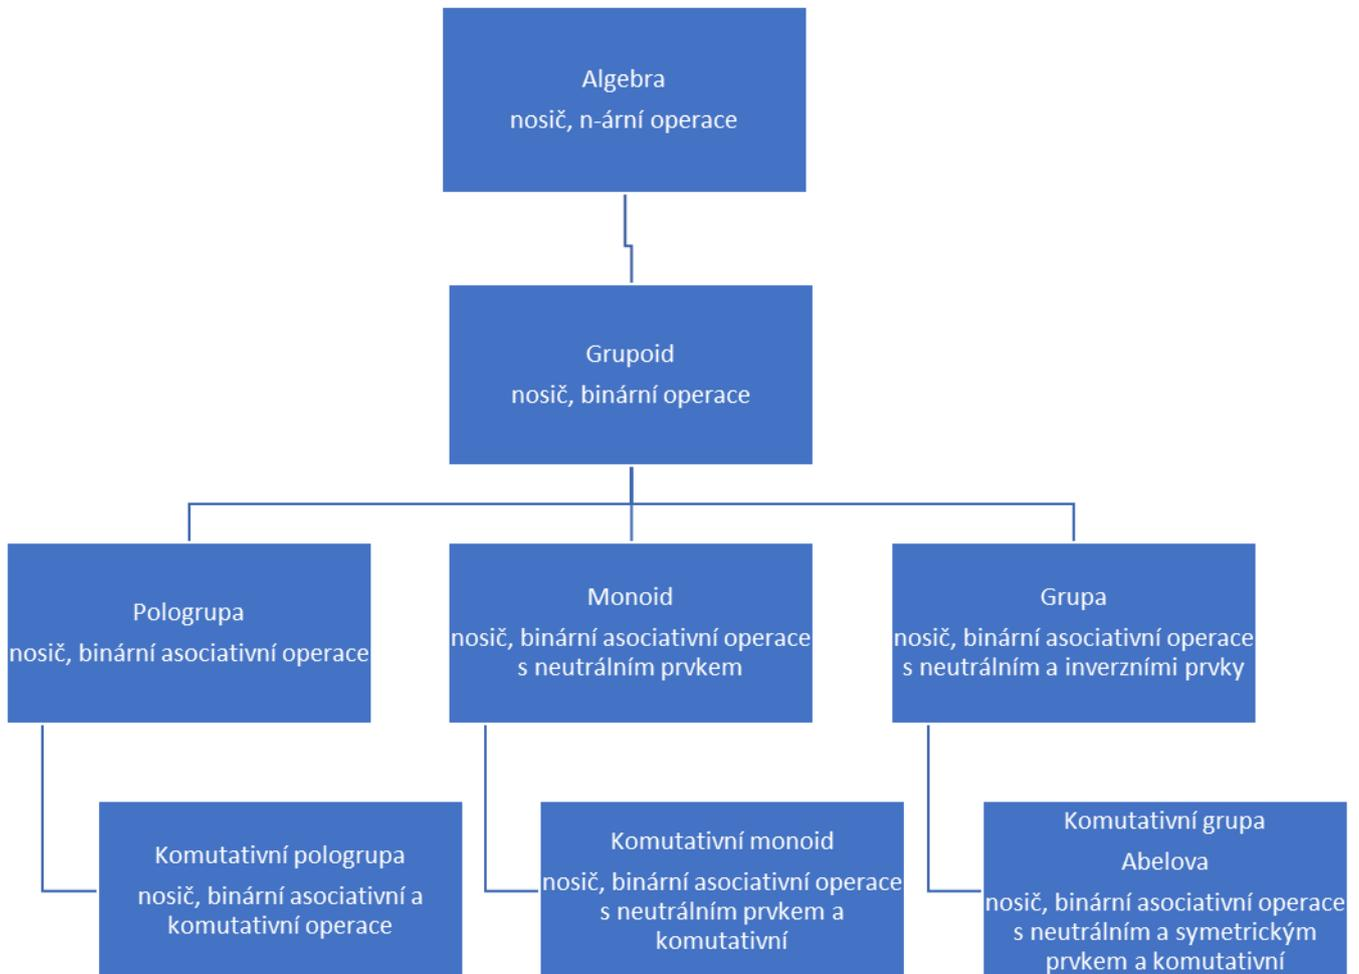 Algebra
nosič, n-ární operace
Grupoid
nosič, binární operace
Pologrupa
nosič, binární asociativní operace
Monoid
nosič, binární asociativní operace
s neutrálním prvkem
Grupa
nosič, binární asociativní operace
s neutrálním a inverzními prvky
Komutativní pologrupa
nosič, binární asociativní a
komutativní operace
Komutativní monoid
nosič, binární asociativní operace
s neutrálním prvkem a
komutativní
Komutativní grupa
Abelova
nosič, binární asociativní operace
s neutrálním a symetrickým
prvkem a komutativní